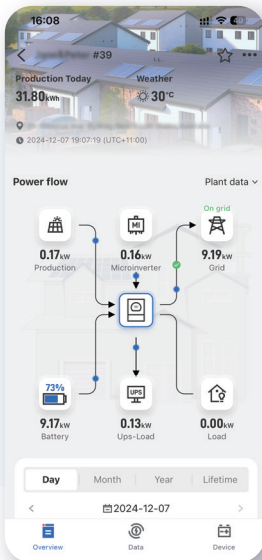 16:08
#39
Production Today
Weather
31.80kWh
30°C
2024-12-07 19:07:19 (UTC+11:00)
Power flow
Plant data
On grid
MI
0.17kW
0.16kW
9.19kW
Production
Microinverter
Grid
73%
UPS
9.17kW
0.13kW
0.00kW
Battery
Ups-Load
Load
Day
Month
Year
Lifetime
2024-12-07
Overview
Data
Device